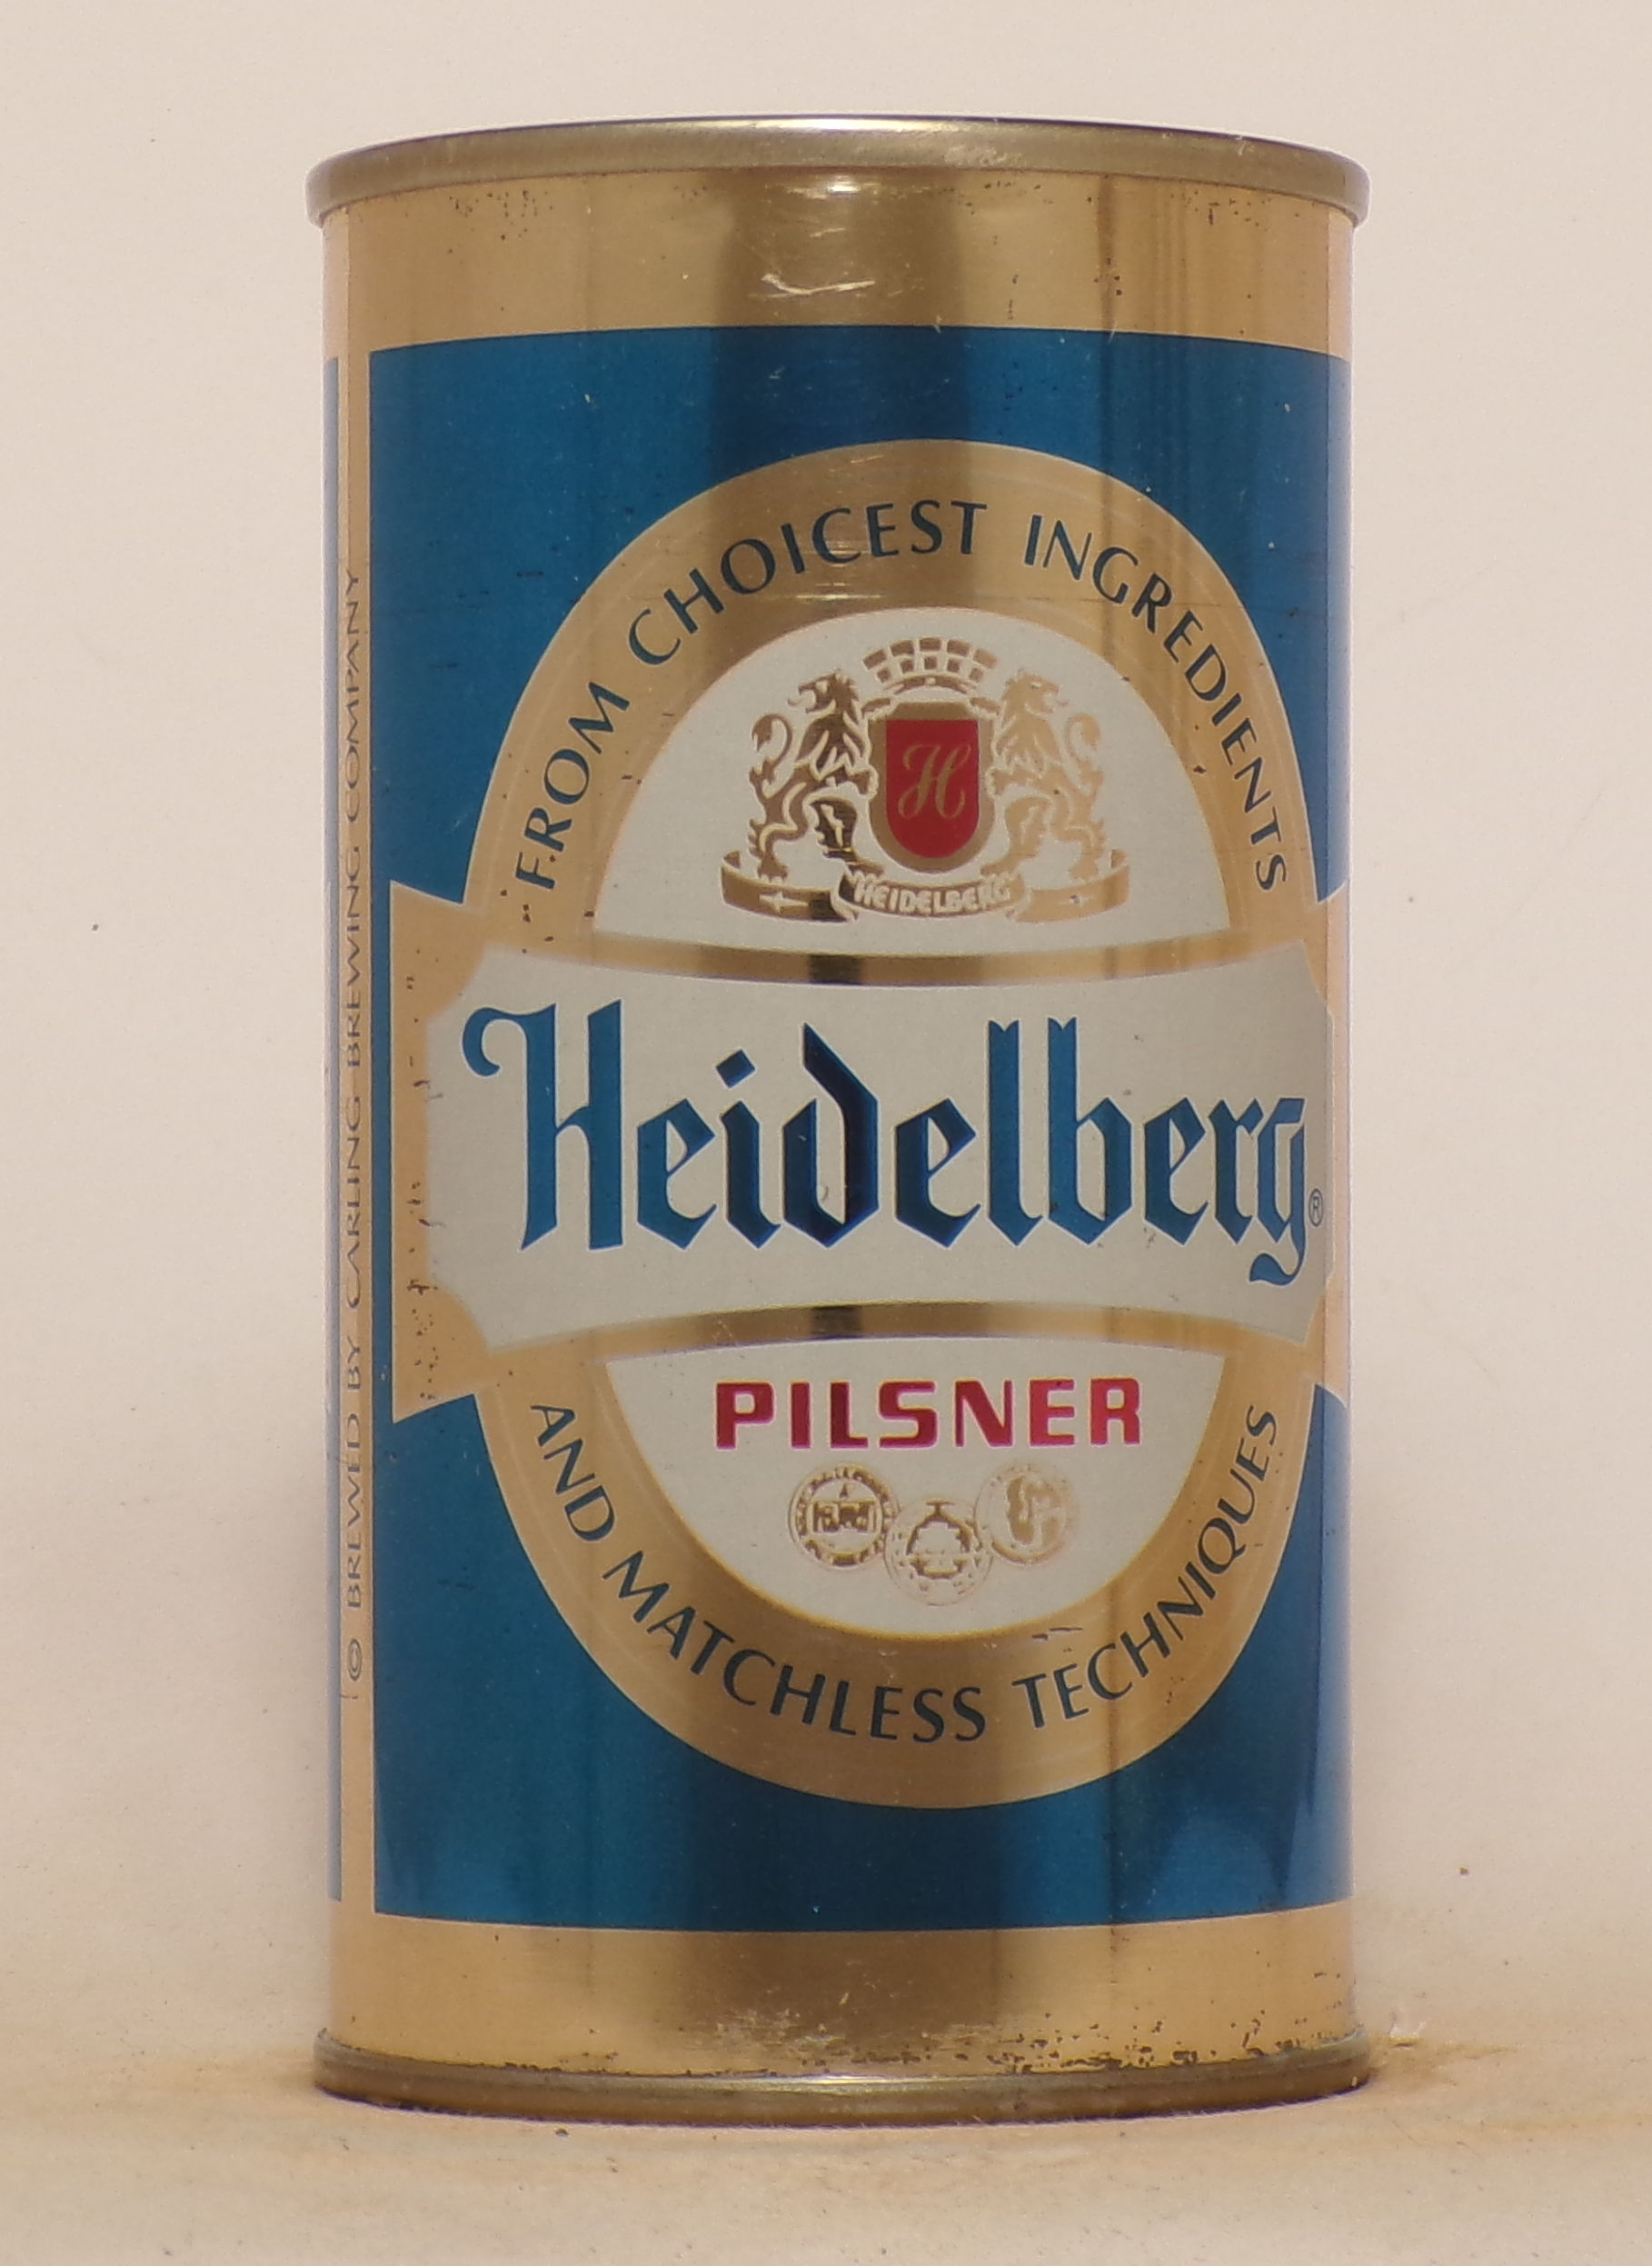 FROM CHOICEST INGREDIENTS
H
HEIDELBERG
Heidelberg®
PILSNER
AND MATCHLESS TECHNIQUES
© BREWED BY CARLING BREWING COMPANY